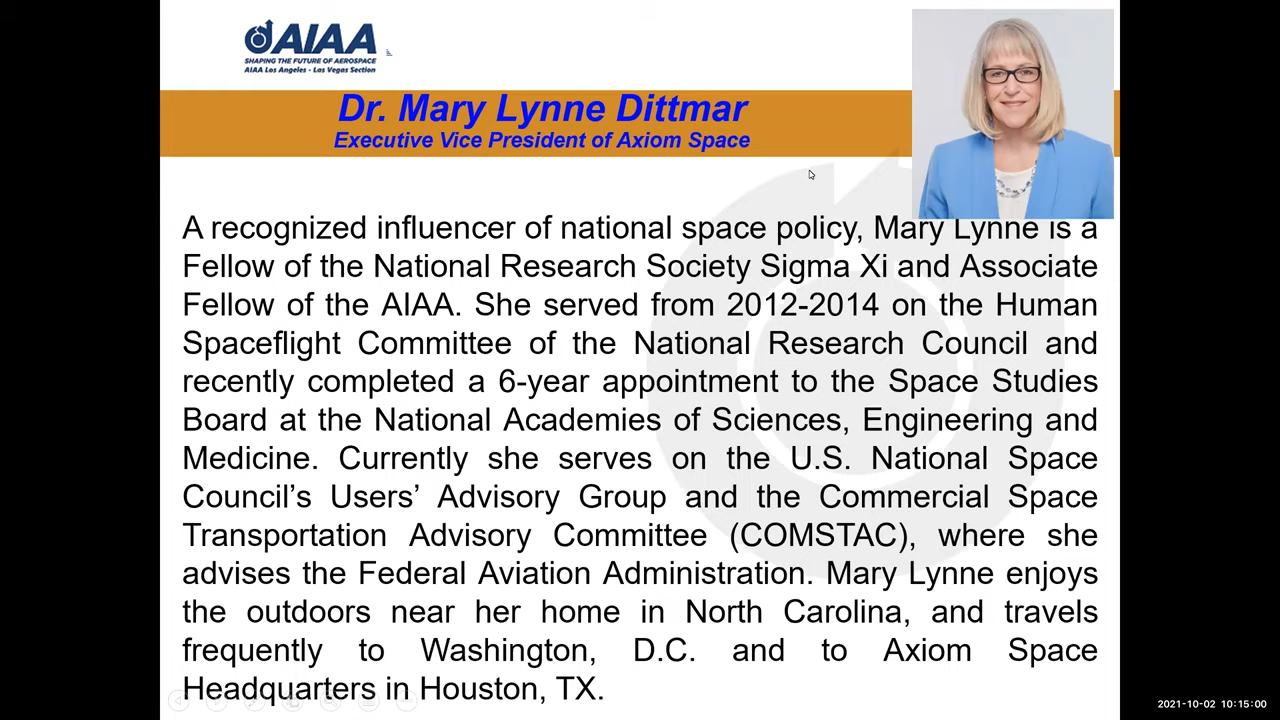 AIAA
SHAPING THE FUTURE OF AEROSPACE
AIAA Los Angeles - Las Vegas Section
Dr. Mary Lynne Dittmar
Executive Vice President of Axiom Space
A recognized influencer of national space policy, Mary Lynne is a
Fellow of the National Research Society Sigma Xi and Associate
Fellow of the AIAA. She served from 2012-2014 on the Human
Spaceflight Committee of the National Research Council and
recently completed a 6-year appointment to the Space Studies
Board at the National Academies of Sciences, Engineering and
Medicine. Currently she serves on the U.S. National Space
Council’s Users’ Advisory Group and the Commercial Space
Transportation Advisory Committee (COMSTAC), where she
advises the Federal Aviation Administration. Mary Lynne enjoys
the outdoors near her home in North Carolina, and travels
frequently to Washington, D.C. and to Axiom Space
Headquarters in Houston, TX.
2021-10-02 10:15:00